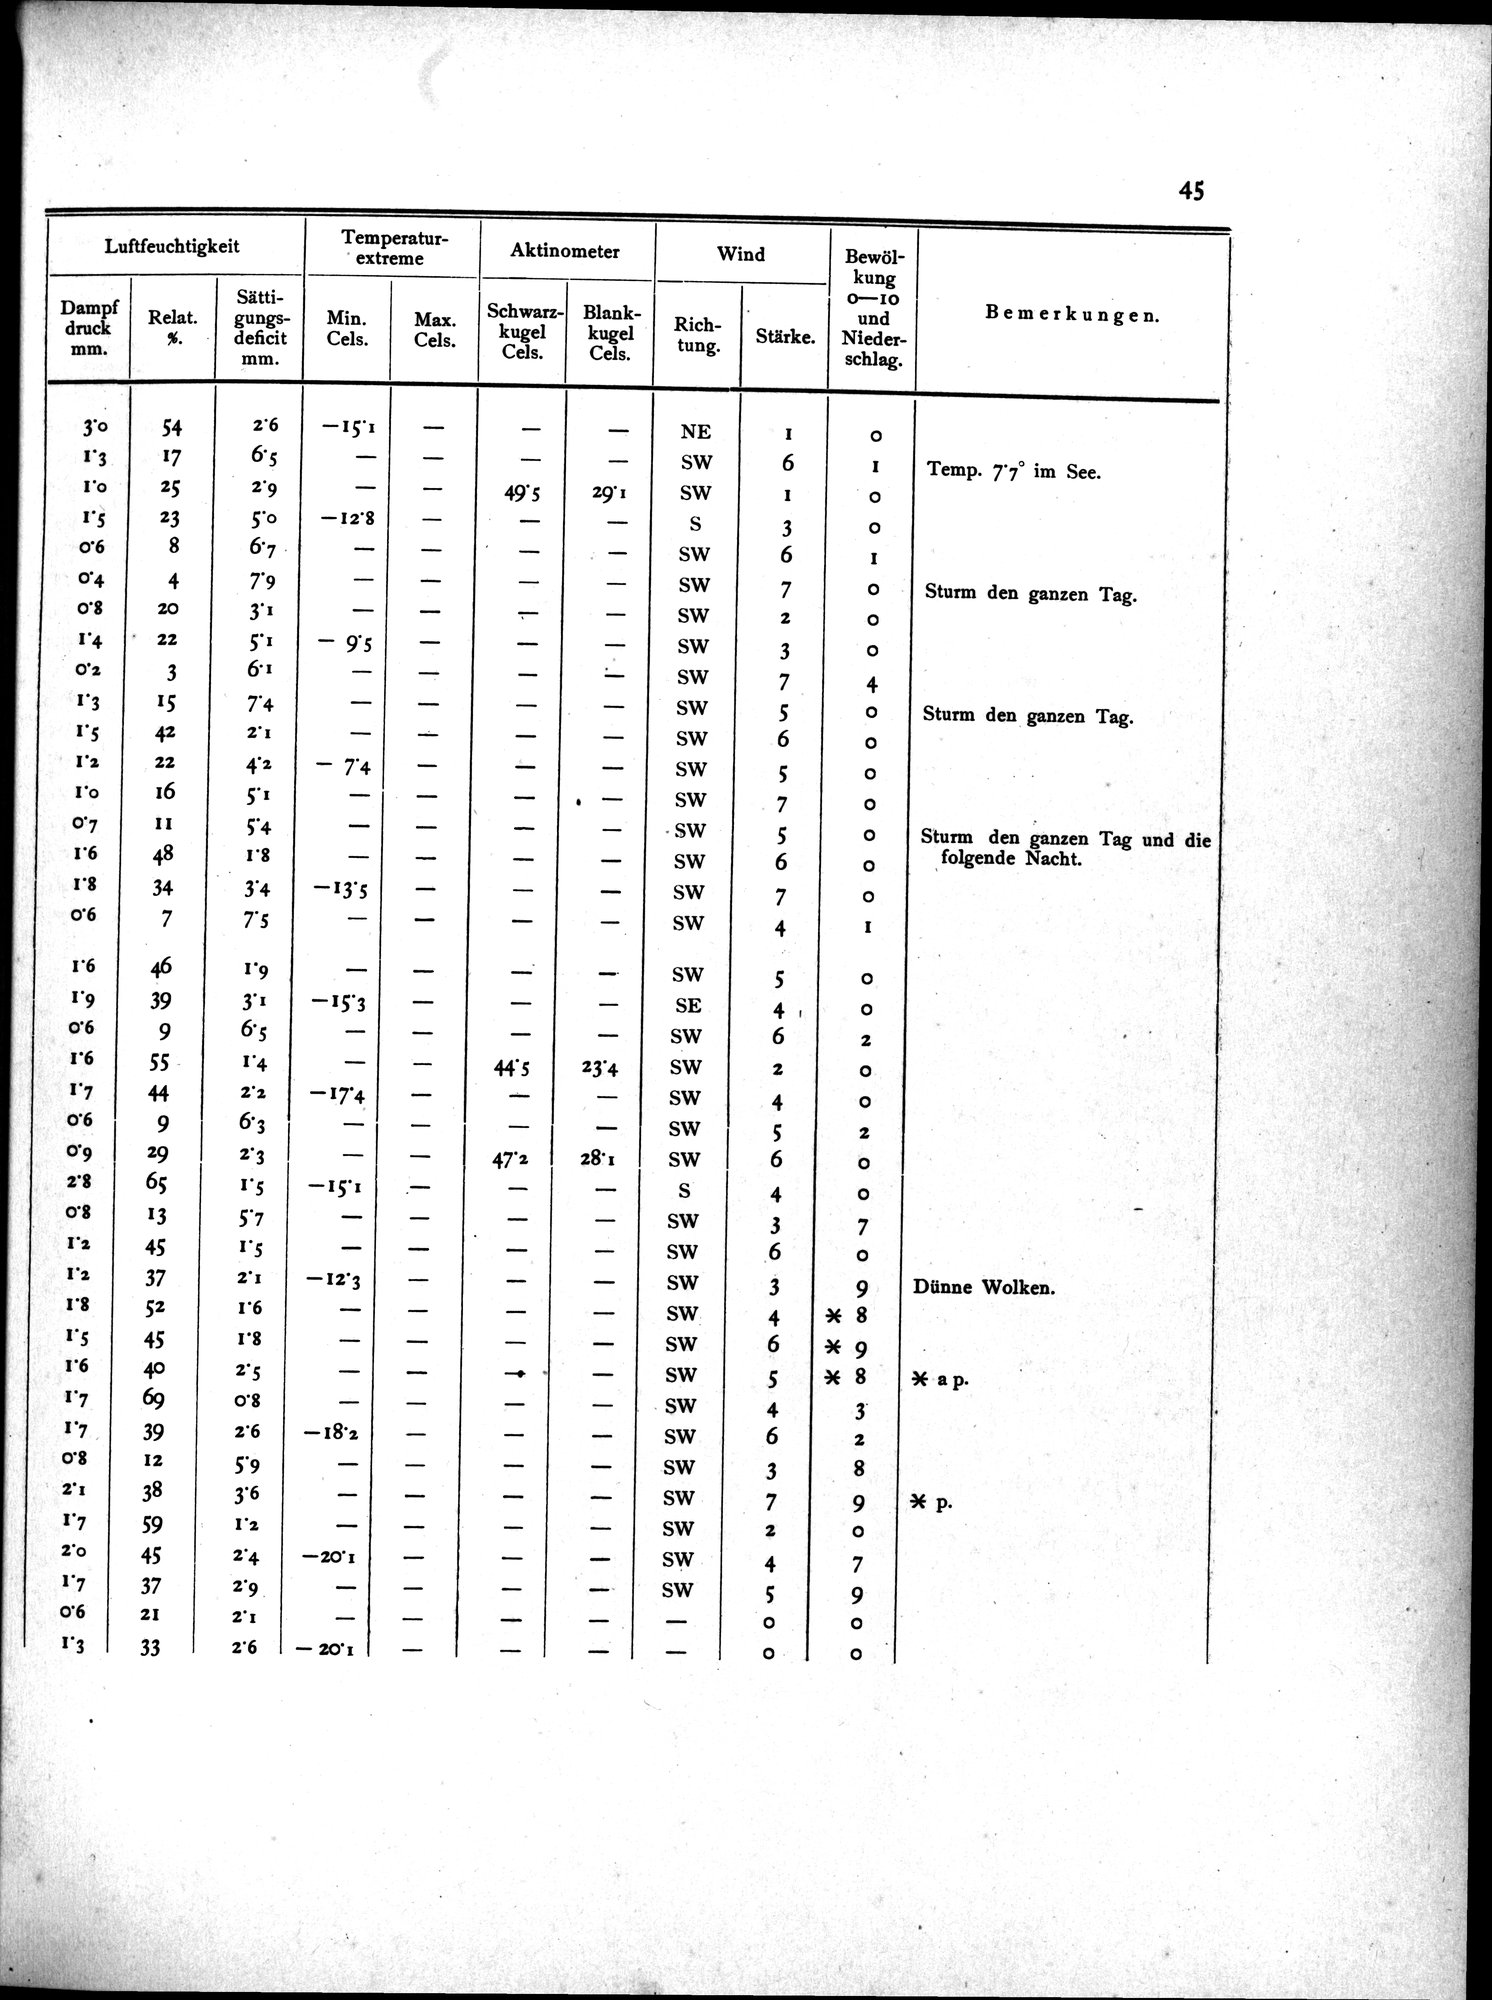 45
Luftfeuchtigkeit | Temperatur-extreme | Aktinometer | Wind | Bewöl-kung 0—10 und Nieder-schlag. | Bemerkungen.
Dampf druck mm. | Relat. %. | Sätti-gungs-deficit mm. | Min. Cels. | Max. Cels. | Schwarz-kugel Cels. | Blank-kugel Cels. | Rich-tung. | Stärke.
3·0 54 2·6 —15·1 — — — NE 1 0
1·3 17 6·5 — — — — SW 6 1 Temp. 7·7° im See.
1·0 25 2·9 — — 49·5 29·1 SW 1 0
1·5 23 5·0 —12·8 — — — S 3 0
0·6 8 6·7 — — — — SW 6 1
0·4 4 7·9 — — — — SW 7 0 Sturm den ganzen Tag.
0·8 20 3·1 — — — — SW 2 0
1·4 22 5·1 — 9·5 — — — SW 3 0
0·2 3 6·1 — — — — SW 7 4
1·3 15 7·4 — — — — SW 5 0 Sturm den ganzen Tag.
1·5 42 2·1 — — — — SW 6 0
1·2 22 4·2 — 7·4 — — — SW 5 0
1·0 16 5·1 — — — — SW 7 0
0·7 11 5·4 — — — — SW 5 0 Sturm den ganzen Tag und die
1·6 48 1·8 — — — — SW 6 0 folgende Nacht.
1·8 34 3·4 —13·5 — — — SW 7 0
0·6 7 7·5 — — — — SW 4 1
1·6 46 1·9 — — — — SW 5 0
1·9 39 3·1 —15·3 — — — SE 4 0
0·6 9 6·5 — — — — SW 6 2
1·6 55 1·4 — — 44·5 23·4 SW 2 0
1·7 44 2·2 —17·4 — — — SW 4 0
0·6 9 6·3 — — — — SW 5 2
0·9 29 2·3 — — 47·2 28·1 SW 6 0
2·8 65 1·5 —15·1 — — — S 4 0
0·8 13 5·7 — — — — SW 3 7
1·2 45 1·5 — — — — SW 6 0
1·2 37 2·1 —12·3 — — — SW 3 9 Dünne Wolken.
1·8 52 1·6 — — — — SW 4 * 8
1·5 45 1·8 — — — — SW 6 * 9
1·6 40 2·5 — — — — SW 5 * 8 * a p.
1·7 69 0·8 — — — — SW 4 3
1·7 39 2·6 —18·2 — — — SW 6 2
0·8 12 5·9 — — — — SW 3 8
2·1 38 3·6 — — — — SW 7 9 * p.
1·7 59 1·2 — — — — SW 2 0
2·0 45 2·4 —20·1 — — — SW 4 7
1·7 37 2·9 — — — — SW 5 9
0·6 21 2·1 — — — — — 0 0
1·3 33 2·6 — 20·1 — — — — 0 0